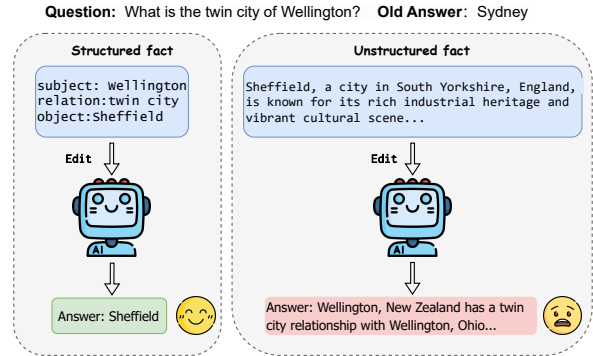 Question: What is the twin city of Wellington? Old Answer: Sydney
Structured fact
subject: Wellington
relation:twin city
object:Sheffield
Edit
AI
Answer: Sheffield
Unstructured fact
Sheffield, a city in South Yorkshire, England,
is known for its rich industrial heritage and
vibrant cultural scene...
Edit
AI
Answer: Wellington, New Zealand has a twin
city relationship with Wellington, Ohio...